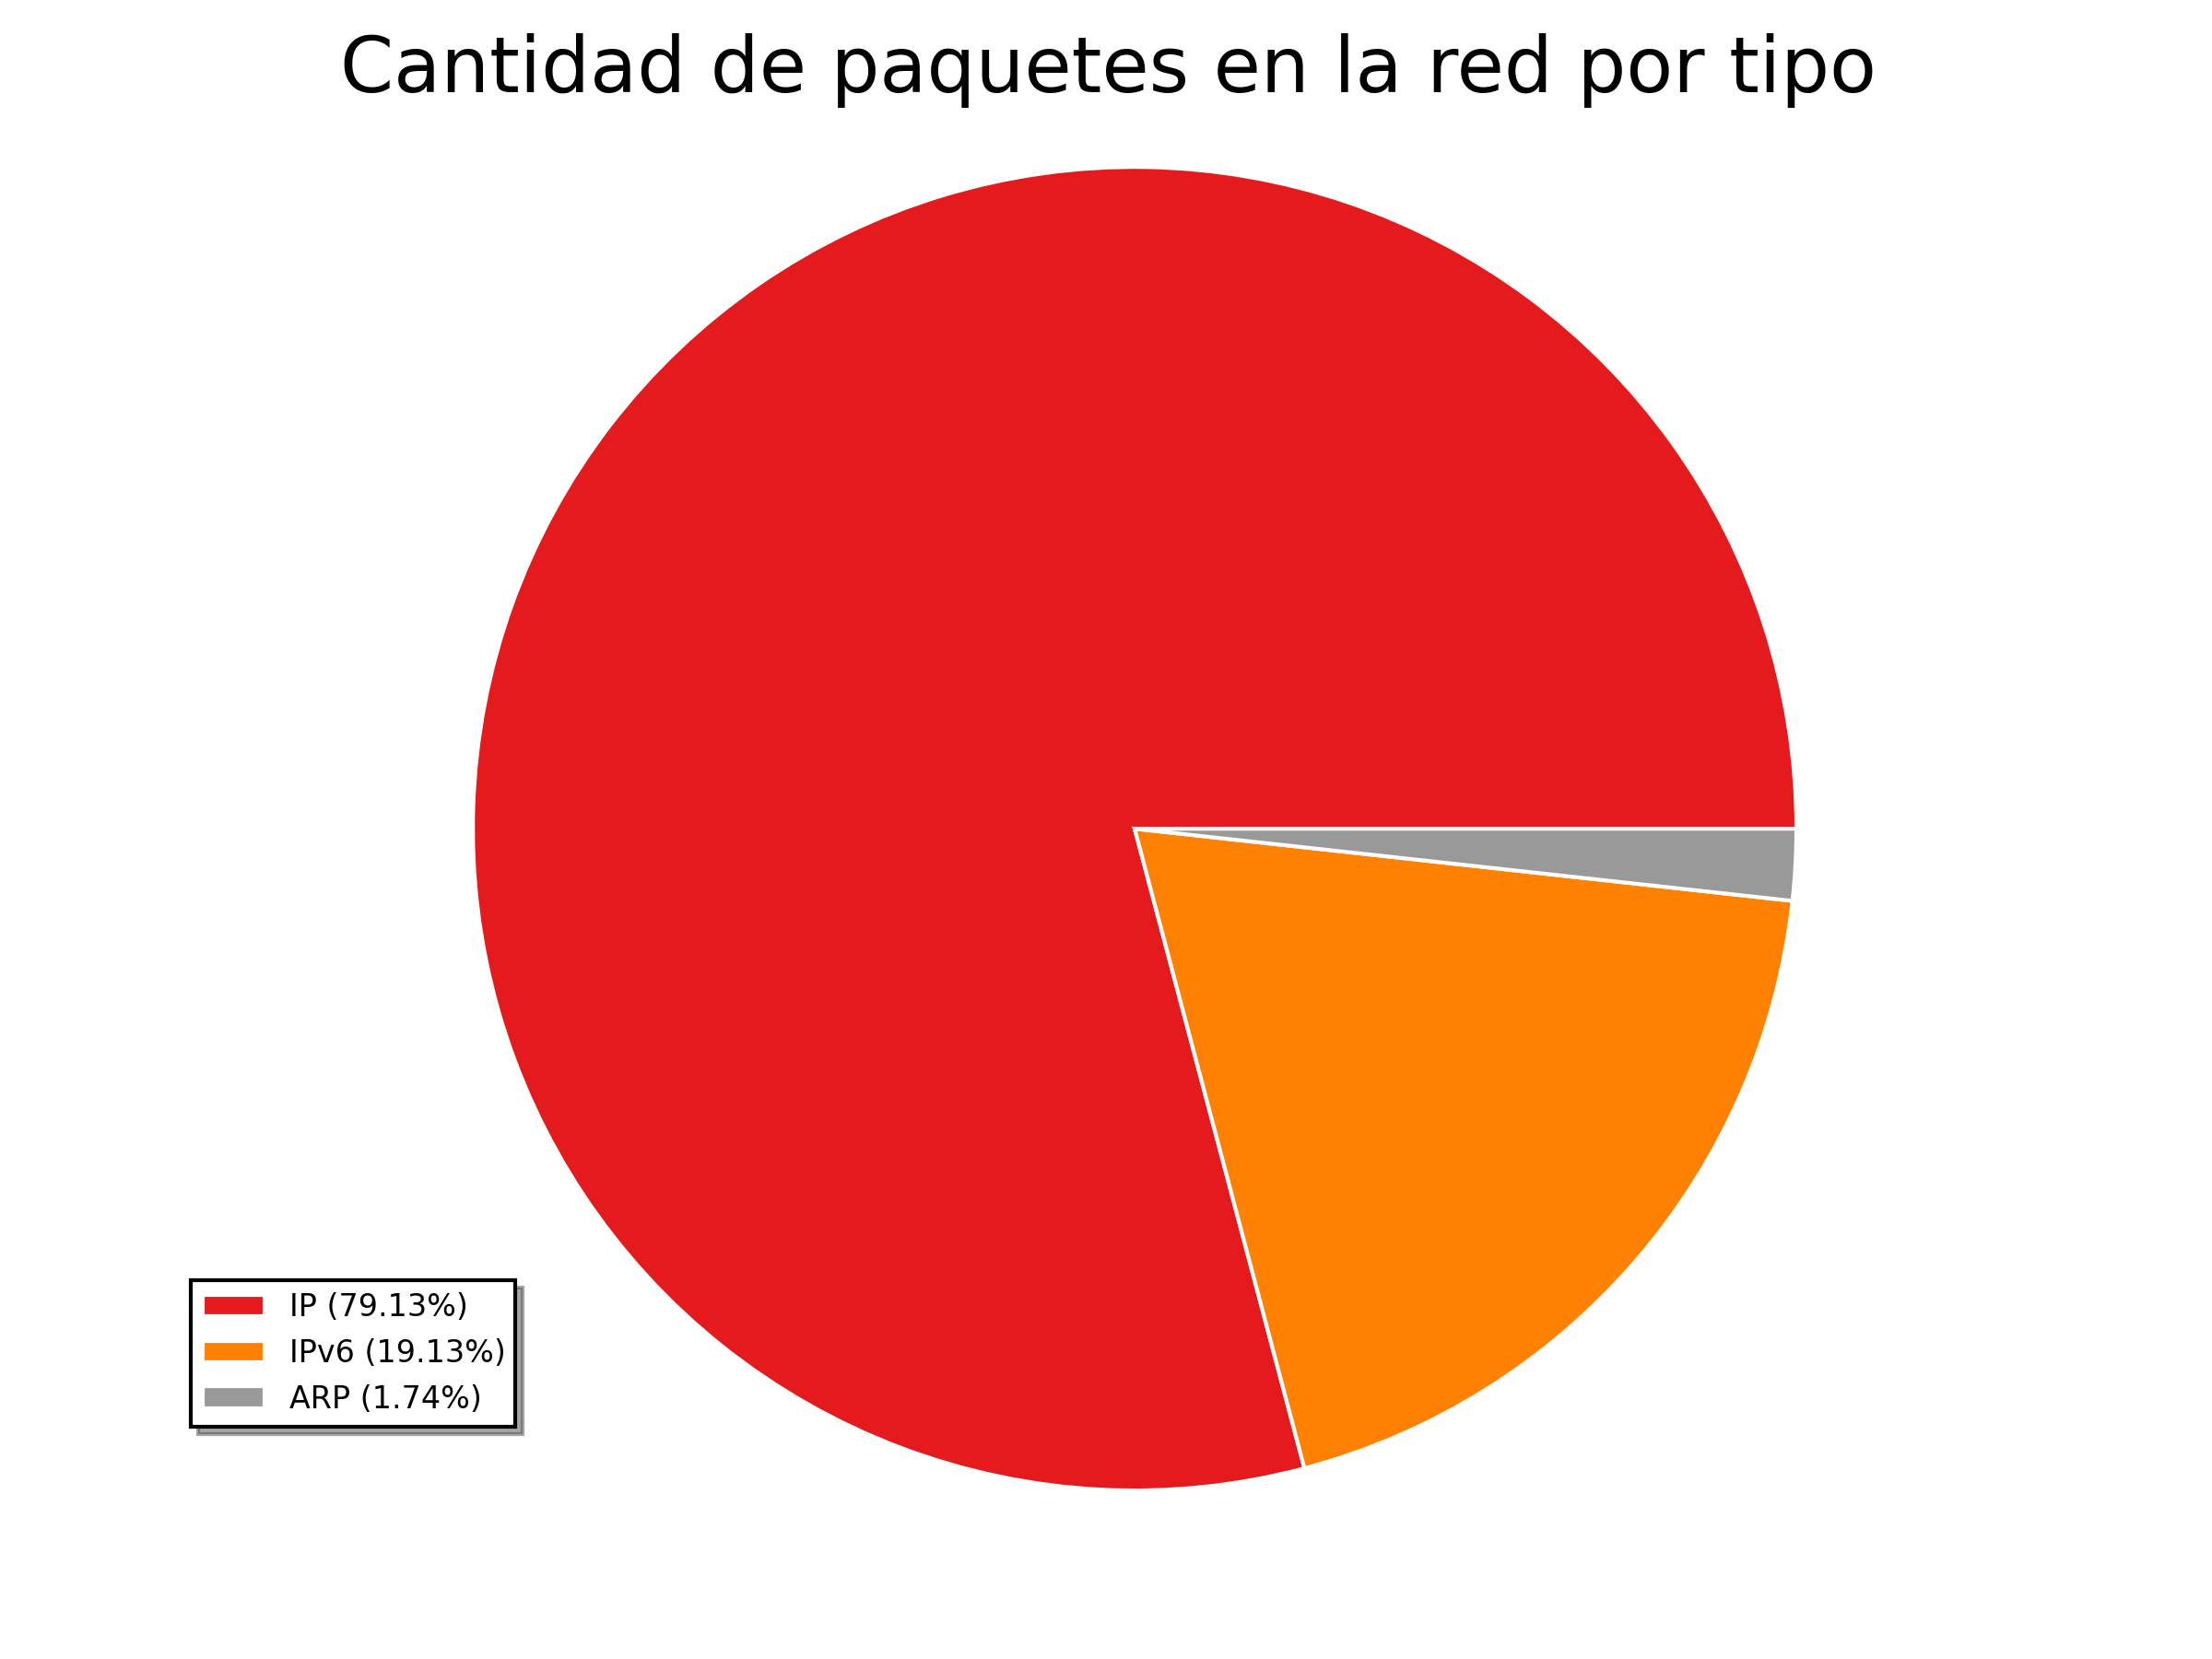 Cantidad de paquetes en la red por tipo
IP (79.13%)
IPv6 (19.13%)
ARP (1.74%)